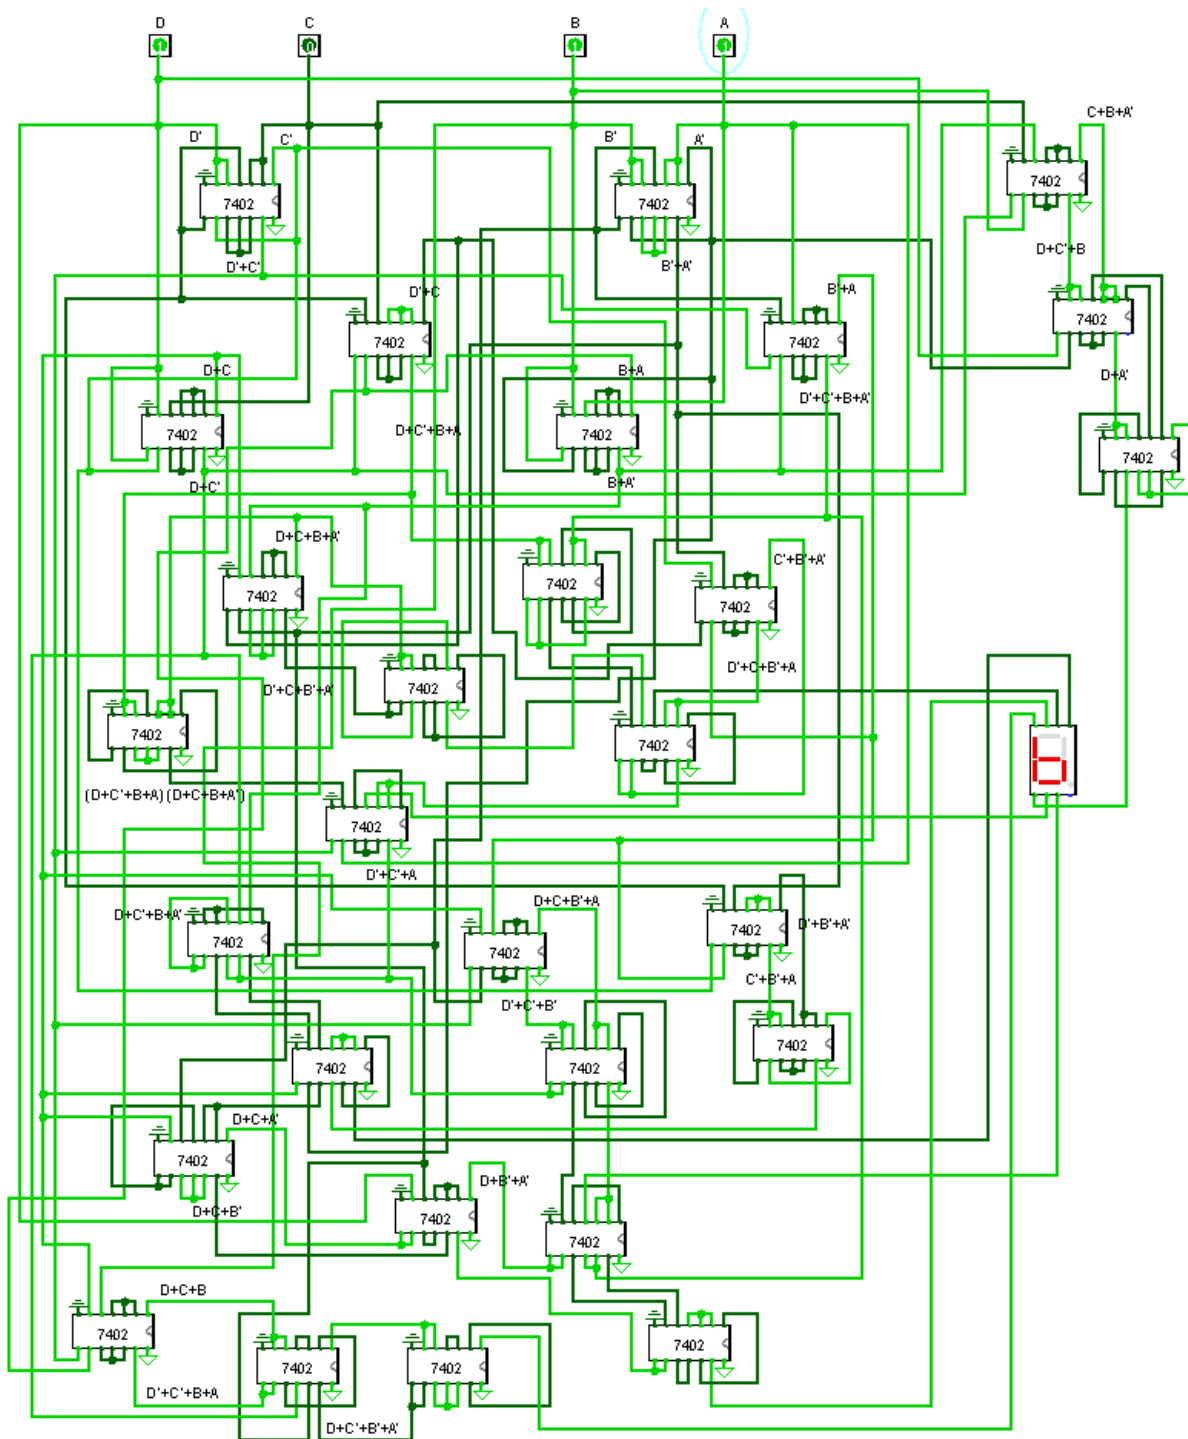 D C B A
C+B+A'
D' C' B' A'
7402
7402 7402
D+C'+B
D'+C' B'+A'
D'+C B'+A
7402
7402 7402
D+C B+A D+A'
D'+C'+B+A'
7402 7402 D+C'+B+A 7402
D+C' B+A'
D+C+B+A' C'+B'+A'
7402 7402
7402
D'+C+B'+A' D'+C+B'+A
7402
7402 7402
(D+C'+B+A)(D+C+B+A')
7402
D'+C'+A
D+C'+B+A' D+C+B'+A D'+B'+A'
7402 7402 7402
C'+B'+A
D'+C'+B'
7402
7402 7402
D+C+A'
7402
D+B'+A'
D+C+B' 7402
7402
D+C+B
7402 7402
7402 7402
D'+C'+B+A
D+C'+B'+A'